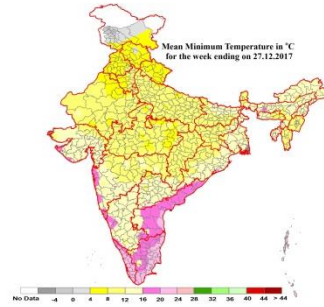 Mean Minimum Temperature in °C
for the week ending on 27.12.2017
No Data -4 0 4 8 12 16 20 24 28 32 36 40 44 > 44